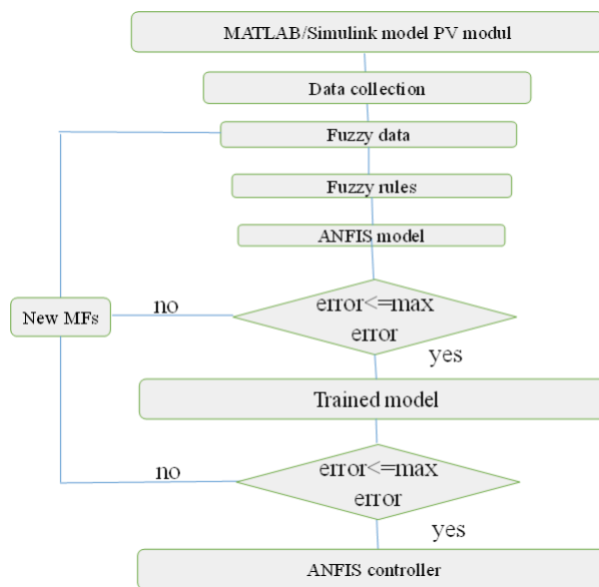 MATLAB/Simulink model PV modul
Data collection
Fuzzy data
Fuzzy rules
ANFIS model
error<=max
error
no
New MFs
yes
Trained model
error<=max
error
no
yes
ANFIS controller